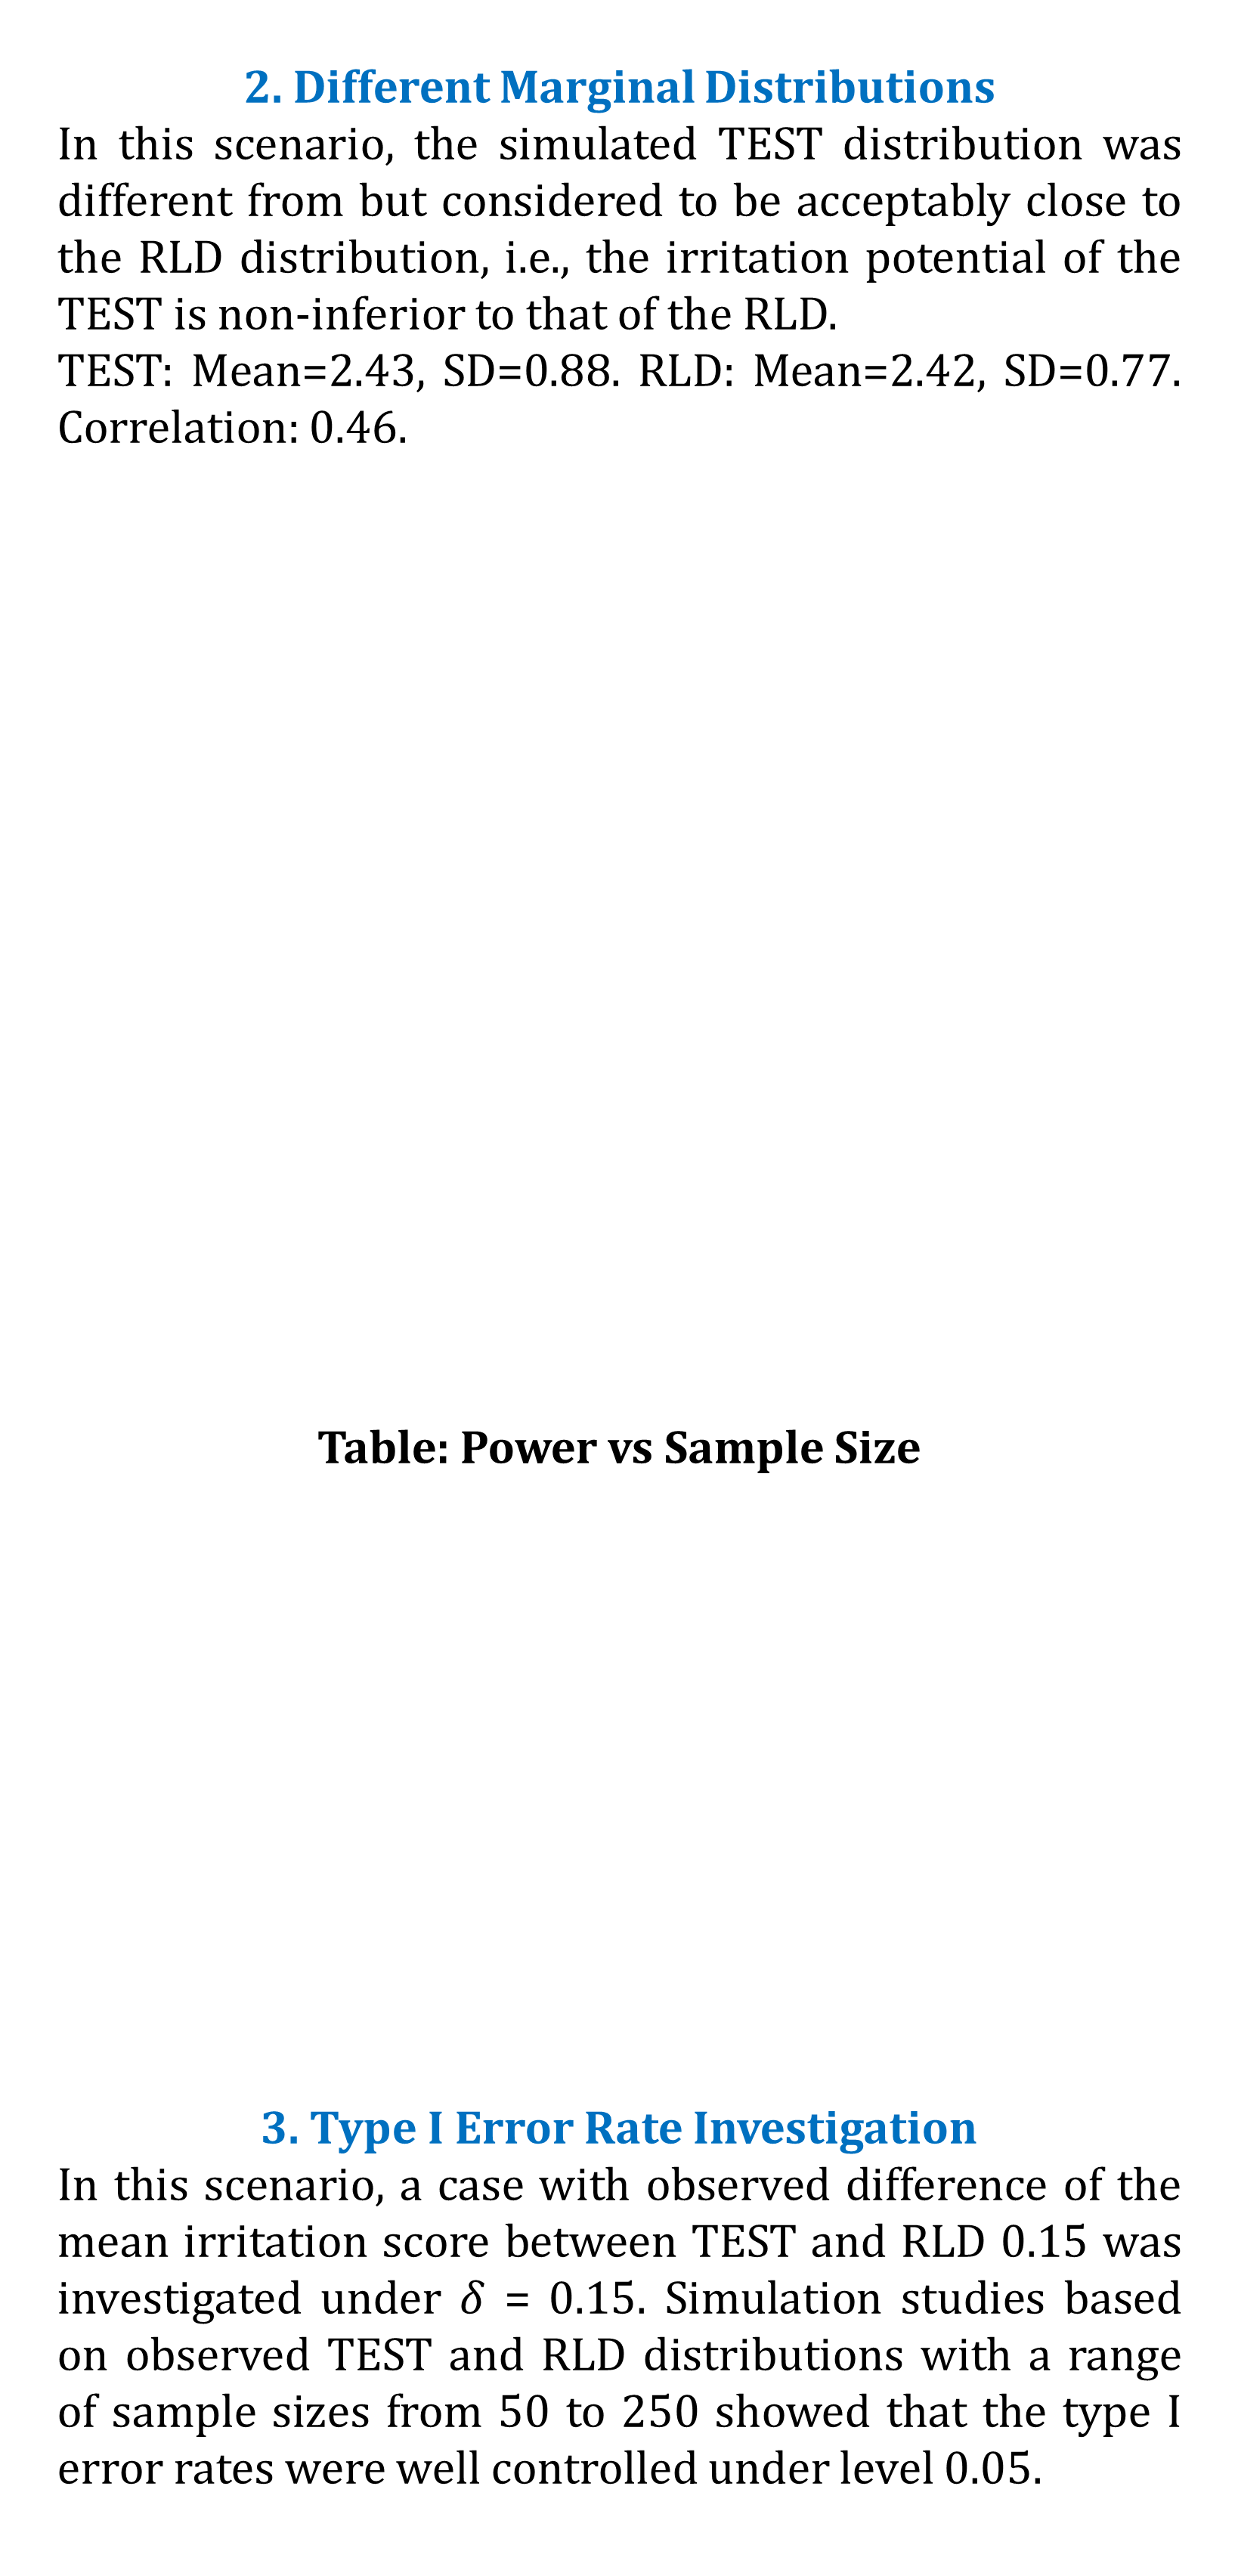 2. Different Marginal Distributions
In this scenario, the simulated TEST distribution was
different from but considered to be acceptably close to
the RLD distribution, i.e., the irritation potential of the
TEST is non-inferior to that of the RLD.
TEST: Mean=2.43, SD=0.88. RLD: Mean=2.42, SD=0.77.
Correlation: 0.46.
Table: Power vs Sample Size
3. Type I Error Rate Investigation
In this scenario, a case with observed difference of the
mean irritation score between TEST and RLD 0.15 was
investigated under δ = 0.15. Simulation studies based
on observed TEST and RLD distributions with a range
of sample sizes from 50 to 250 showed that the type I
error rates were well controlled under level 0.05.